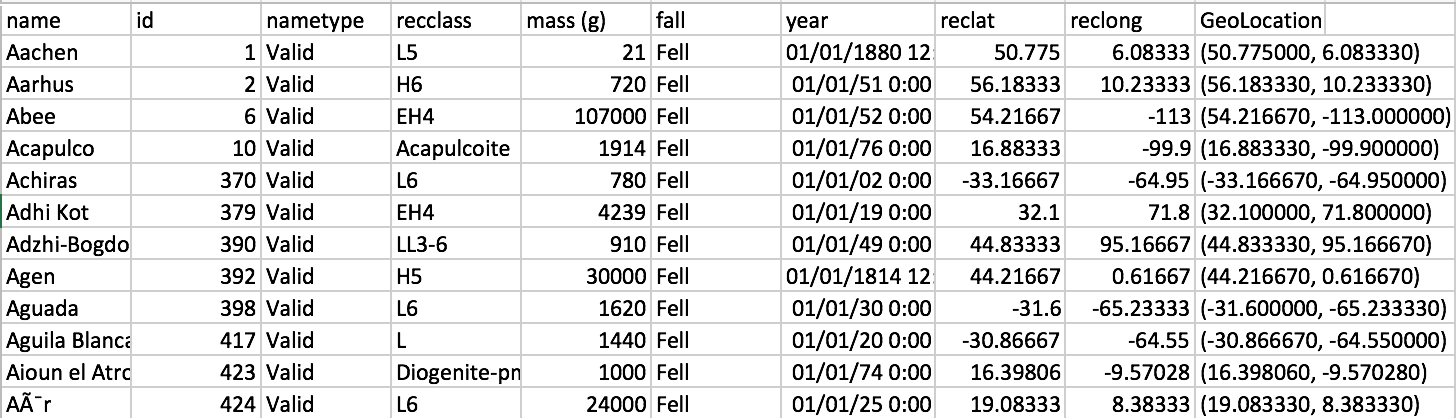 name id nametype recclass mass (g) fall year reclat reclong GeoLocation
Aachen 1 Valid L5 21 Fell 01/01/1880 12: 50.775 6.08333 (50.775000, 6.083330)
Aarhus 2 Valid H6 720 Fell 01/01/51 0:00 56.18333 10.23333 (56.183330, 10.233330)
Abee 6 Valid EH4 107000 Fell 01/01/52 0:00 54.21667 -113 (54.216670, -113.000000)
Acapulco 10 Valid Acapulcoite 1914 Fell 01/01/76 0:00 16.88333 -99.9 (16.883330, -99.900000)
Achiras 370 Valid L6 780 Fell 01/01/02 0:00 -33.16667 -64.95 (-33.166670, -64.950000)
Adhi Kot 379 Valid EH4 4239 Fell 01/01/19 0:00 32.1 71.8 (32.100000, 71.800000)
Adzhi-Bogdo 390 Valid LL3-6 910 Fell 01/01/49 0:00 44.83333 95.16667 (44.833330, 95.166670)
Agen 392 Valid H5 30000 Fell 01/01/1814 12: 44.21667 0.61667 (44.216670, 0.616670)
Aguada 398 Valid L6 1620 Fell 01/01/30 0:00 -31.6 -65.23333 (-31.600000, -65.233330)
Aguila Blanca 417 Valid L 1440 Fell 01/01/20 0:00 -30.86667 -64.55 (-30.866670, -64.550000)
Aioun el Atro 423 Valid Diogenite-pm 1000 Fell 01/01/74 0:00 16.39806 -9.57028 (16.398060, -9.570280)
AÃ¯r 424 Valid L6 24000 Fell 01/01/25 0:00 19.08333 8.38333 (19.083330, 8.383330)